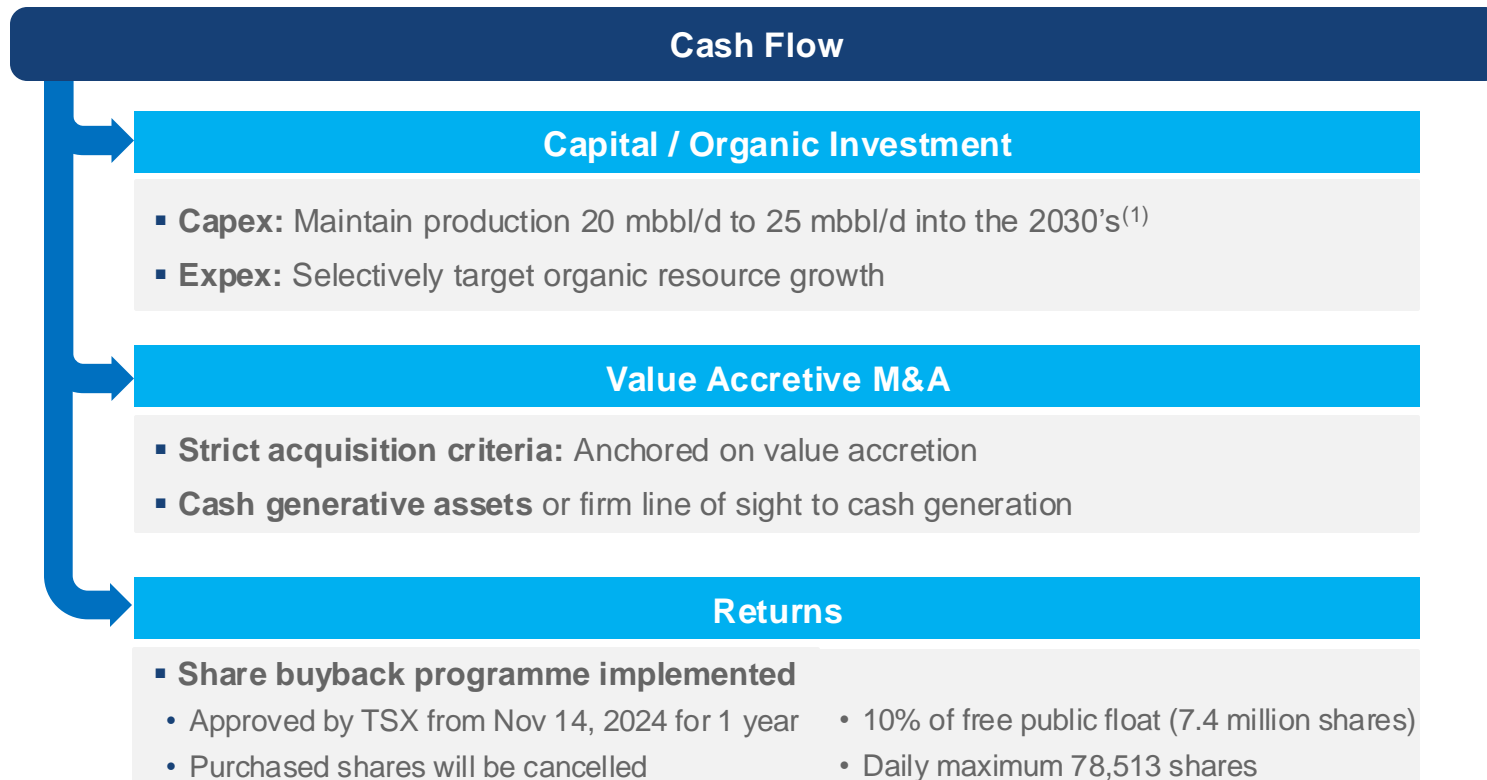 Cash Flow
Capital / Organic Investment
▪ Capex: Maintain production 20 mbbl/d to 25 mbbl/d into the 2030's(1)
▪ Expex: Selectively target organic resource growth
Value Accretive M&A
▪ Strict acquisition criteria: Anchored on value accretion
▪ Cash generative assets or firm line of sight to cash generation
Returns
▪ Share buyback programme implemented
• Approved by TSX from Nov 14, 2024 for 1 year
• Purchased shares will be cancelled
• 10% of free public float (7.4 million shares)
• Daily maximum 78,513 shares